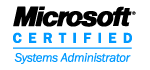 Microsoft
CERTIFIED
Systems Administrator